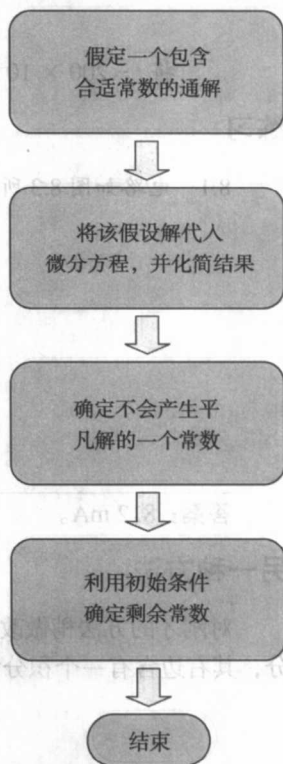 假定一个包含
合适常数的通解
将该假设解代入
微分方程，并化简结果
确定不会产生平
凡解的一个常数
利用初始条件
确定剩余常数
结束